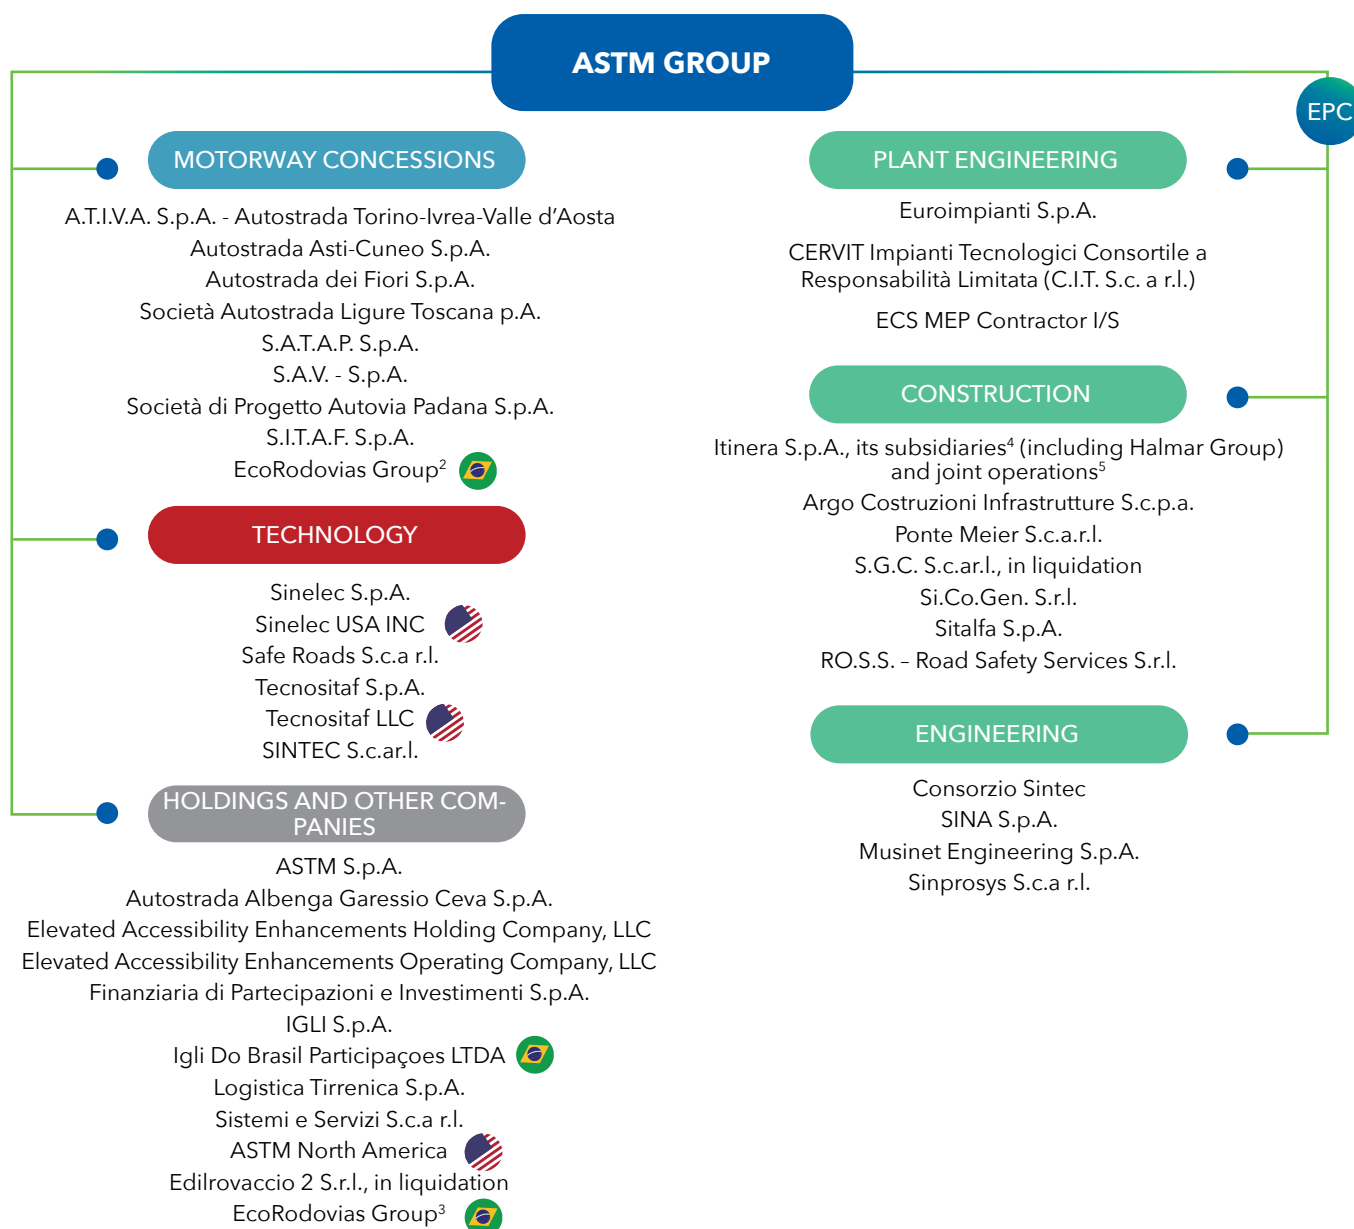 ASTM GROUP
EPC
MOTORWAY CONCESSIONS
A.T.I.V.A. S.p.A. - Autostrada Torino-Ivrea-Valle d’Aosta
Autostrada Asti-Cuneo S.p.A.
Autostrada dei Fiori S.p.A.
Società Autostrada Ligure Toscana p.A.
S.A.T.A.P. S.p.A.
S.A.V. - S.p.A.
Società di Progetto Autovia Padana S.p.A.
S.I.T.A.F. S.p.A.
EcoRodovias Group²
TECHNOLOGY
Sinelec S.p.A.
Sinelec USA INC
Safe Roads S.c.a r.l.
Tecnositaf S.p.A.
Tecnositaf LLC
SINTEC S.c.ar.l.
HOLDINGS AND OTHER COM-
PANIES
ASTM S.p.A.
Autostrada Albenga Garessio Ceva S.p.A.
Elevated Accessibility Enhancements Holding Company, LLC
Elevated Accessibility Enhancements Operating Company, LLC
Finanziaria di Partecipazioni e Investimenti S.p.A.
IGLI S.p.A.
Igli Do Brasil Participaçoes LTDA
Logistica Tirrenica S.p.A.
Sistemi e Servizi S.c.a r.l.
ASTM North America
Edilrovaccio 2 S.r.l., in liquidation
EcoRodovias Group³
PLANT ENGINEERING
Euroimpianti S.p.A.
CERVIT Impianti Tecnologici Consortile a
Responsabilità Limitata (C.I.T. S.c. a r.l.)
ECS MEP Contractor I/S
CONSTRUCTION
Itinera S.p.A., its subsidiaries⁴ (including Halmar Group)
and joint operations⁵
Argo Costruzioni Infrastrutture S.c.p.a.
Ponte Meier S.c.a.r.l.
S.G.C. S.c.ar.l., in liquidation
Si.Co.Gen. S.r.l.
Sitalfa S.p.A.
RO.S.S. – Road Safety Services S.r.l.
ENGINEERING
Consorzio Sintec
SINA S.p.A.
Musinet Engineering S.p.A.
Sinprosys S.c.a r.l.